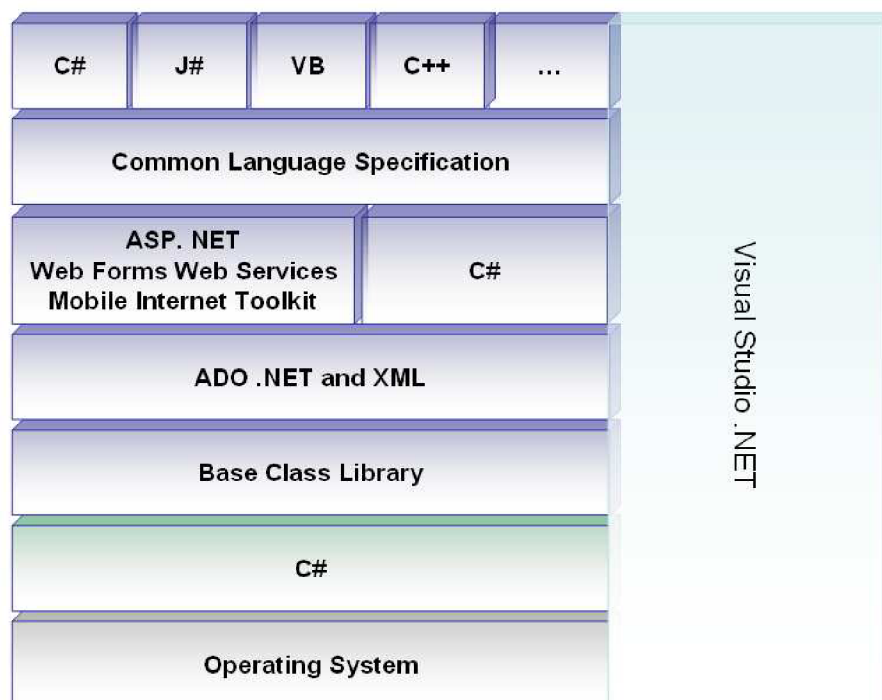 C#
J#
VB
C++
...
Common Language Specification
ASP. NET
Web Forms Web Services
Mobile Internet Toolkit
C#
ADO .NET and XML
Base Class Library
C#
Operating System
Visual Studio .NET